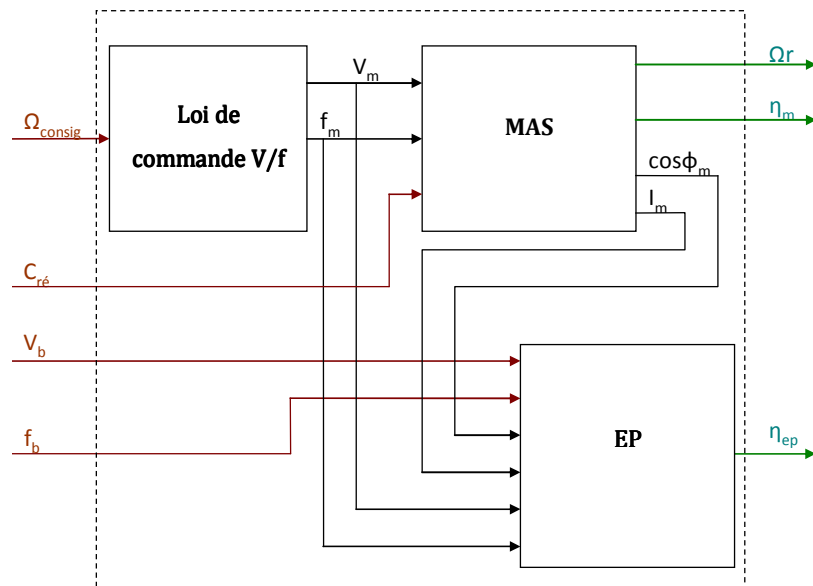 Ωconsig
Loi de
commande V/f
Vm
fm
MAS
Ωr
ηm
cosϕm
Im
Cré
Vb
fb
EP
ηep